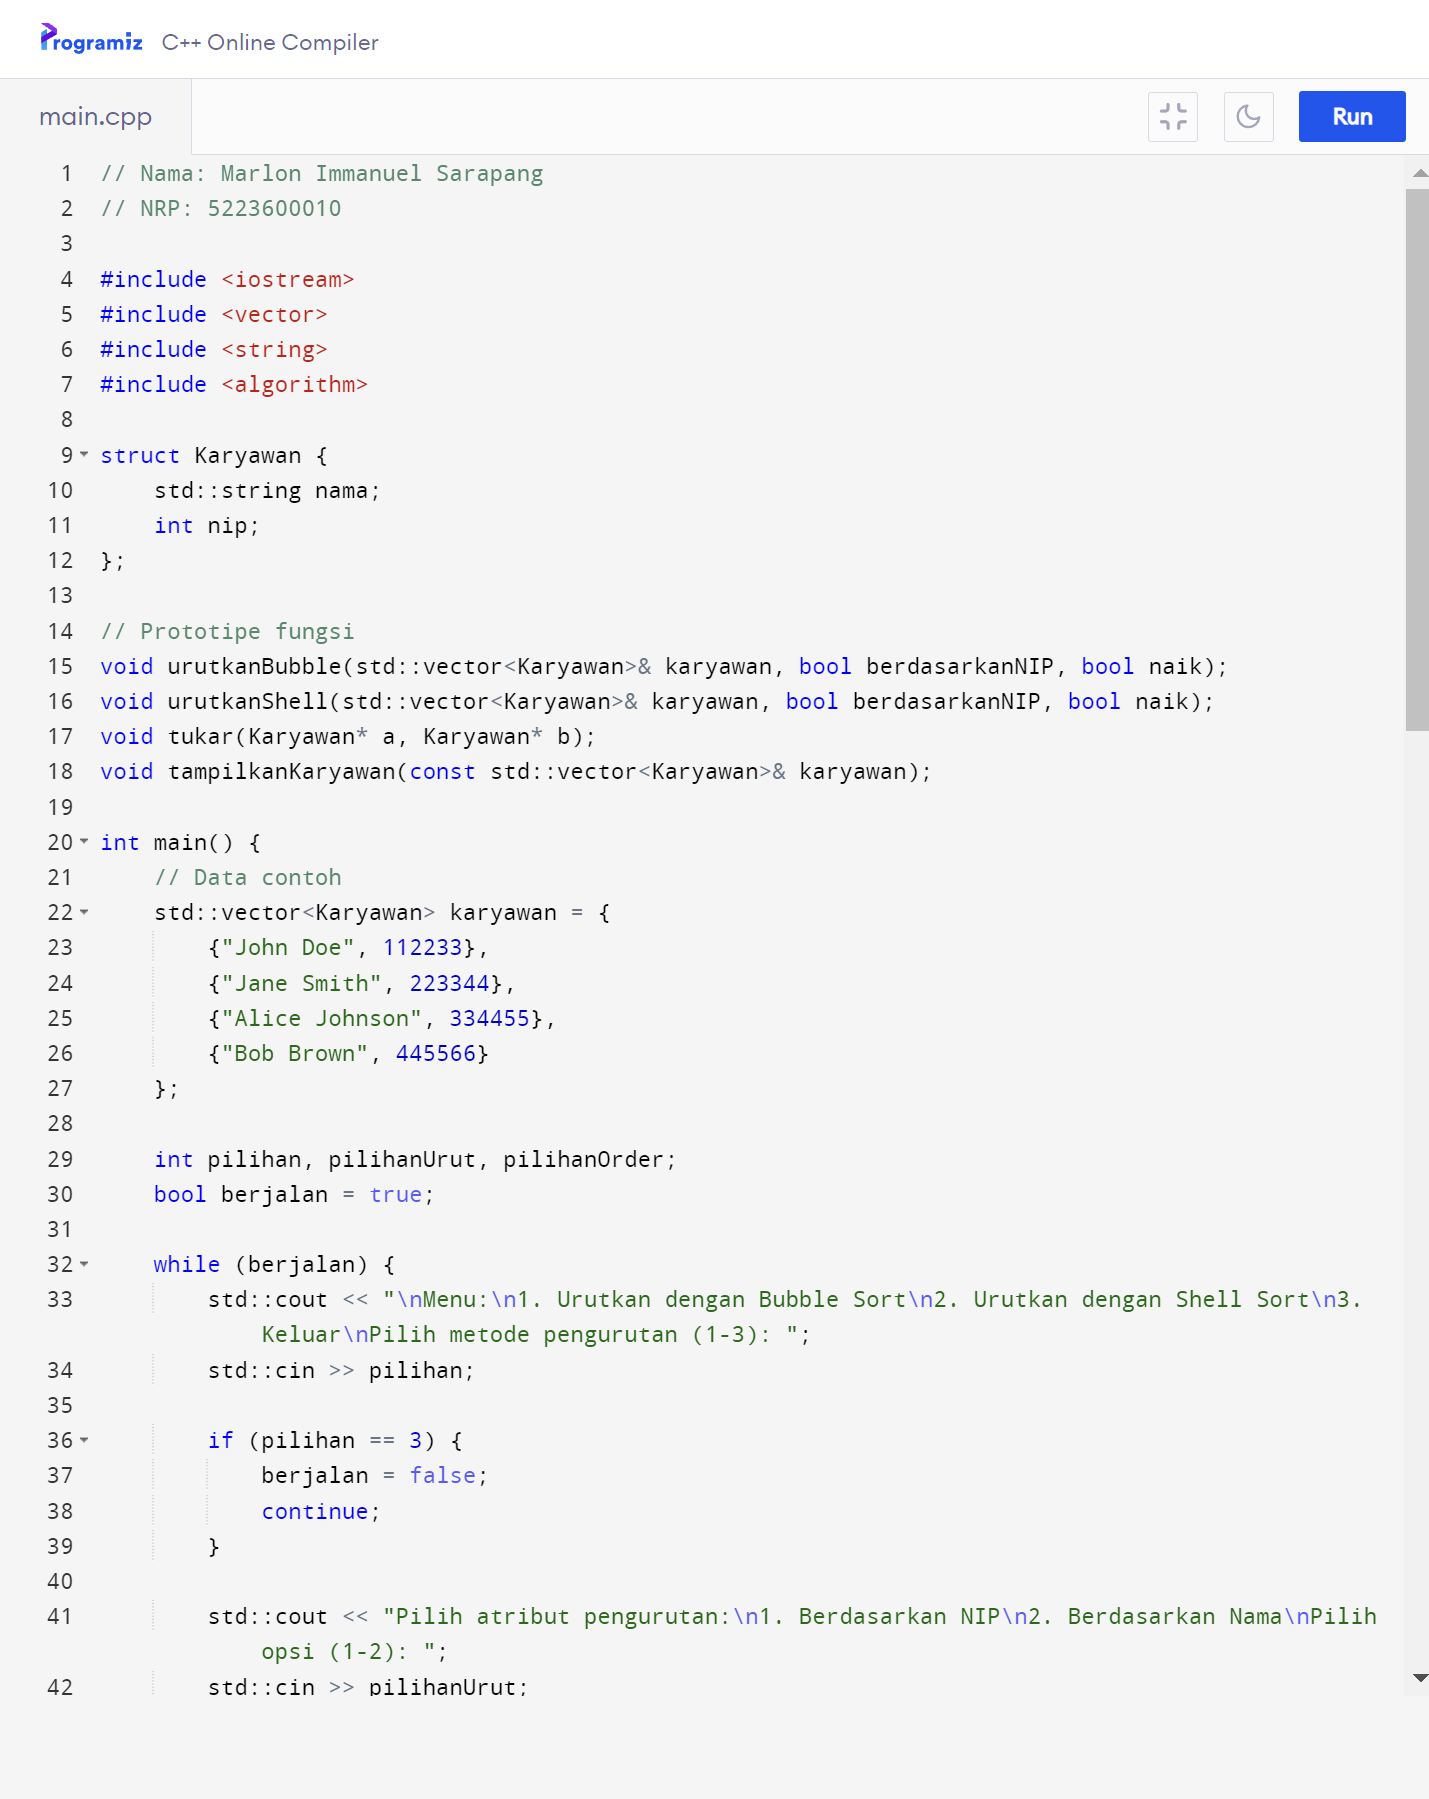 Programiz C++ Online Compiler
main.cpp Run
1 // Nama: Marlon Immanuel Sarapang
2 // NRP: 5223600010
3
4 #include <iostream>
5 #include <vector>
6 #include <string>
7 #include <algorithm>
8
9 struct Karyawan {
10 std::string nama;
11 int nip;
12 };
13
14 // Prototipe fungsi
15 void urutkanBubble(std::vector<Karyawan>& karyawan, bool berdasarkanNIP, bool naik);
16 void urutkanShell(std::vector<Karyawan>& karyawan, bool berdasarkanNIP, bool naik);
17 void tukar(Karyawan* a, Karyawan* b);
18 void tampilkanKaryawan(const std::vector<Karyawan>& karyawan);
19
20 int main() {
21 // Data contoh
22 std::vector<Karyawan> karyawan = {
23 {"John Doe", 112233},
24 {"Jane Smith", 223344},
25 {"Alice Johnson", 334455},
26 {"Bob Brown", 445566}
27 };
28
29 int pilihan, pilihanUrut, pilihanOrder;
30 bool berjalan = true;
31
32 while (berjalan) {
33 std::cout << "\nMenu:\n1. Urutkan dengan Bubble Sort\n2. Urutkan dengan Shell Sort\n3.
Keluar\nPilih metode pengurutan (1-3): ";
34 std::cin >> pilihan;
35
36 if (pilihan == 3) {
37 berjalan = false;
38 continue;
39 }
40
41 std::cout << "Pilih atribut pengurutan:\n1. Berdasarkan NIP\n2. Berdasarkan Nama\nPilih
opsi (1-2): ";
42 std::cin >> pilihanUrut;